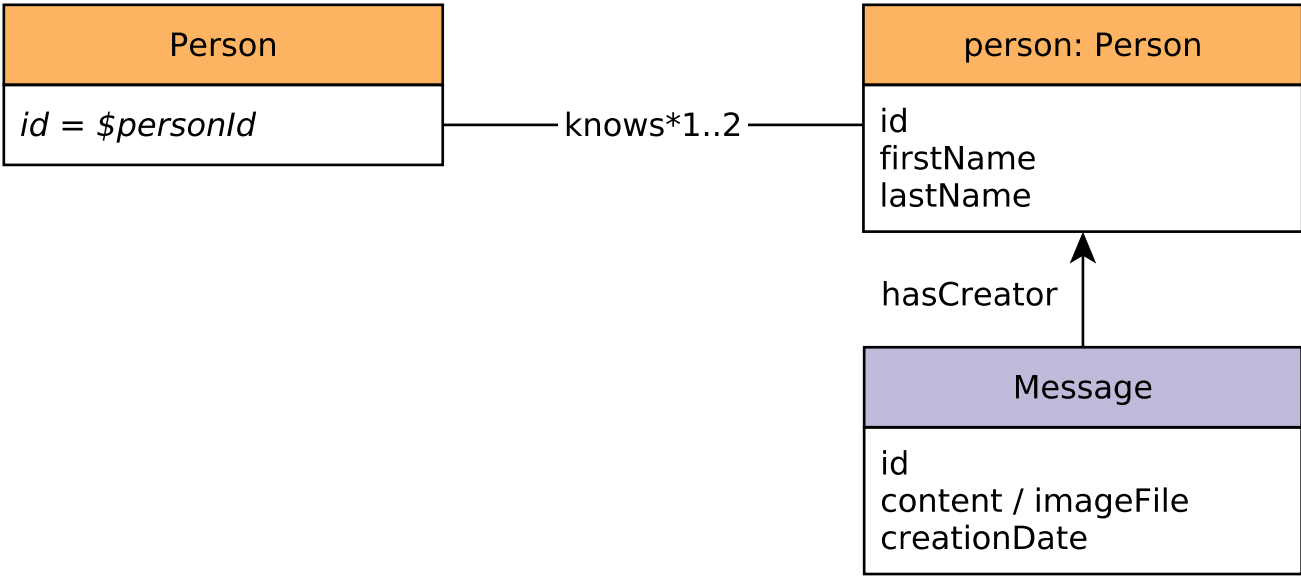 Person
id = $personId
knows*1..2
person: Person
id
firstName
lastName
hasCreator
Message
id
content / imageFile
creationDate